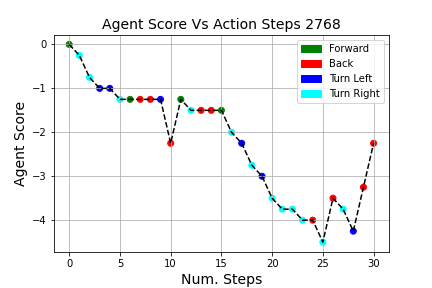 Agent Score Vs Action Steps 2768
Forward
Back
Turn Left
Turn Right
Agent Score
0
−1
−2
−3
−4
0 5 10 15 20 25 30
Num. Steps